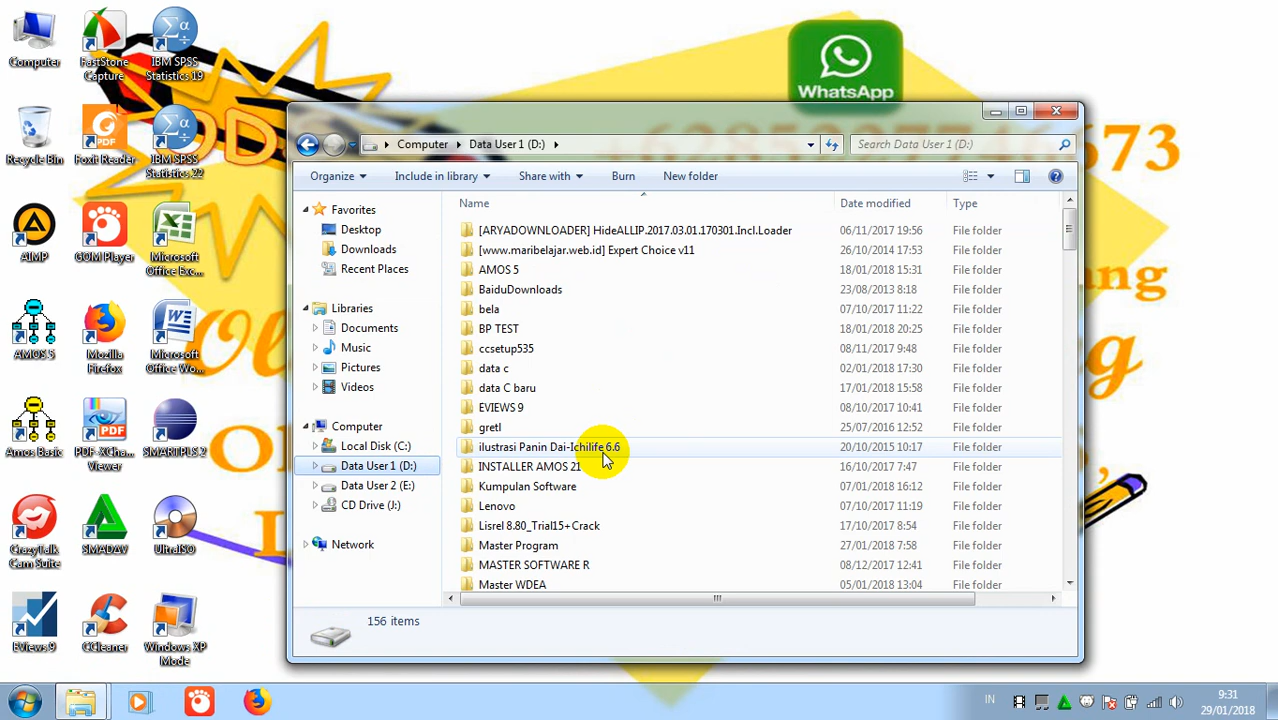 Computer
FastStone
Capture
IBM SPSS
Statistics 19
Recycle Bin
Foxit Reader
IBM SPSS
Statistics 22
AIMP
GOM Player
Microsoft
Office Exc...
AMOS 5
Mozilla
Firefox
Microsoft
Office Wo...
Amos Basic
PDF-XCha...
Viewer
SMARTPLS 2
CrazyTalk
Cam Suite
SMADAV
UltraISO
EViews 9
CCleaner
Windows XP
Mode
WhatsApp
573
Computer
Data User 1 (D:)
Search Data User 1 (D:)
Organize
Include in library
Share with
Burn
New folder
Favorites
Desktop
Downloads
Recent Places
Libraries
Documents
Music
Pictures
Videos
Computer
Local Disk (C:)
Data User 1 (D:)
Data User 2 (E:)
CD Drive (J:)
Network
Name Date modified Type
[ARYADOWNLOADER] HideALLIP.2017.03.01.170301.Incl.Loader 06/11/2017 19:56 File folder
[www.maribelajar.web.id] Expert Choice v11 26/10/2014 17:53 File folder
AMOS 5 18/01/2018 15:31 File folder
BaiduDownloads 23/08/2013 8:18 File folder
bela 07/10/2017 11:22 File folder
BP TEST 18/01/2018 20:25 File folder
ccsetup535 08/11/2017 9:48 File folder
data c 02/01/2018 17:30 File folder
data C baru 17/01/2018 15:58 File folder
EVIEWS 9 08/10/2017 10:41 File folder
gretl 25/07/2016 12:52 File folder
ilustrasi Panin Dai-Ichilife 6.6 20/10/2015 10:17 File folder
INSTALLER AMOS 21 16/10/2017 7:47 File folder
Kumpulan Software 07/01/2018 16:12 File folder
Lenovo 07/10/2017 11:19 File folder
Lisrel 8.80_Trial15+Crack 17/10/2017 8:54 File folder
Master Program 27/01/2018 7:58 File folder
MASTER SOFTWARE R 08/12/2017 12:41 File folder
Master WDEA 05/01/2018 13:04 File folder
156 items
IN
9:31
29/01/2018